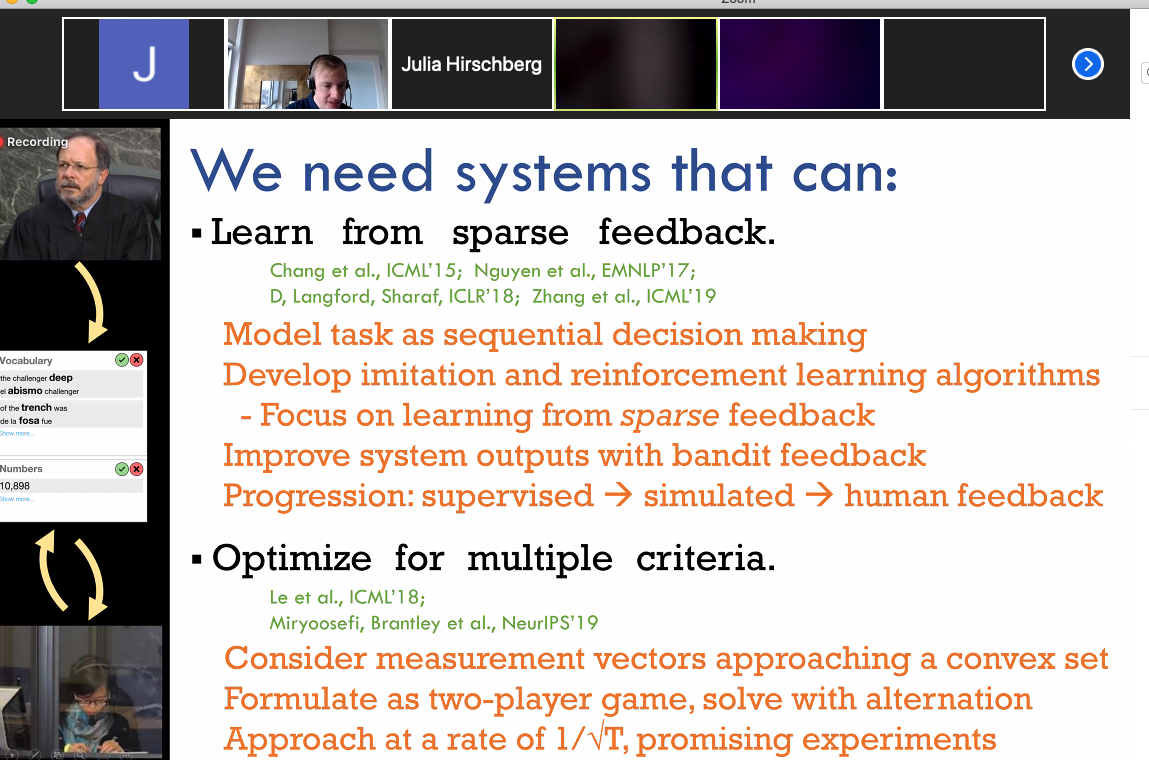 Zoom
J
Julia Hirschberg
Recording
We need systems that can:
▪ Learn from sparse feedback.
Chang et al., ICML'15; Nguyen et al., EMNLP'17;
D, Langford, Sharaf, ICLR'18; Zhang et al., ICML'19
Model task as sequential decision making
Develop imitation and reinforcement learning algorithms
- Focus on learning from sparse feedback
Improve system outputs with bandit feedback
Progression: supervised → simulated → human feedback
▪ Optimize for multiple criteria.
Le et al., ICML'18;
Miryoosefi, Brantley et al., NeurIPS'19
Consider measurement vectors approaching a convex set
Formulate as two-player game, solve with alternation
Approach at a rate of 1/√T, promising experiments
Vocabulary
the challenger deep
el abismo challenger
of the trench was
de la fosa fue
Show more...
Numbers
10,898
Show more...